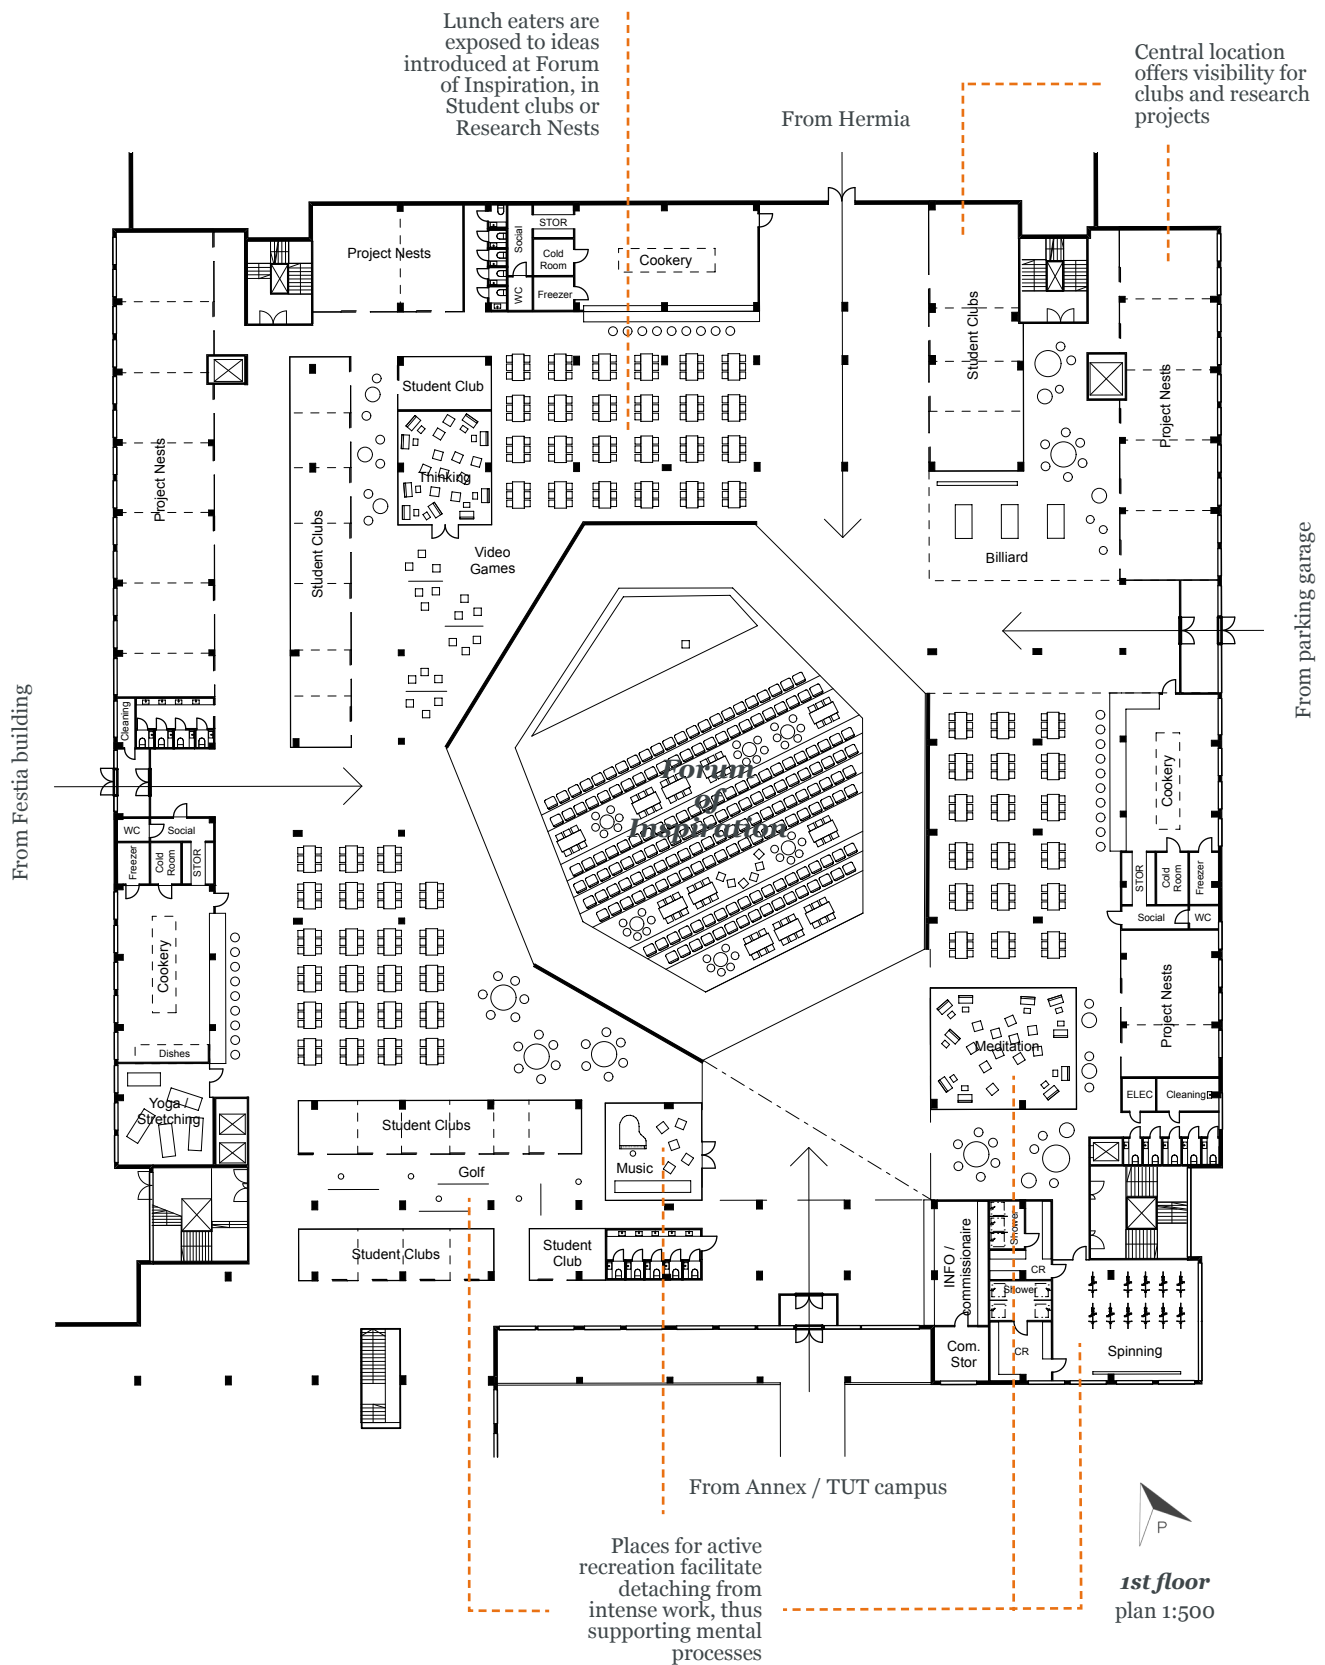 Lunch eaters are
exposed to ideas
introduced at Forum
of Inspiration, in
Student clubs or
Research Nests
Central location
offers visibility for
clubs and research
projects
From Hermia
Project Nests
Social
WC
STOR
Cold
Room
Freezer
Cookery
Student Clubs
Project Nests
Student Club
Thinking
Project Nests
Student Clubs
Video
Games
Billiard
From parking garage
From Festia building
Cleaning
Forum
of
Inspiration
Cookery
WC
Social
Freezer
Cold
Room
STOR
STOR
Cold
Room
Freezer
Social
WC
Cookery
Dishes
Project Nests
Meditation
ELEC
Cleaning
Yoga /
Stretching
Student Clubs
Music
Golf
Student Clubs
Student
Club
INFO /
commissionaire
Shower
CR
Shower
CR
Com.
Stor
Spinning
From Annex / TUT campus
P
Places for active
recreation facilitate
detaching from
intense work, thus
supporting mental
processes
1st floor
plan 1:500